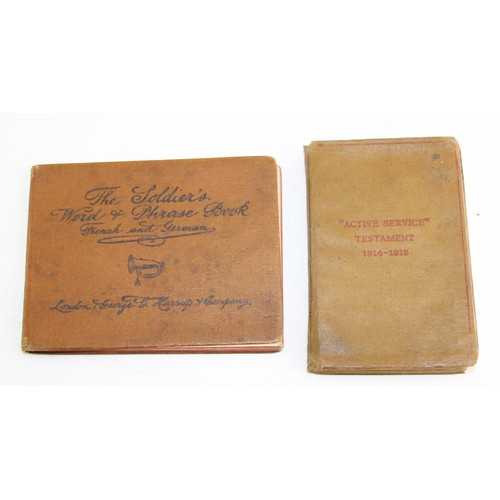 The Soldier's
Word & Phrase Book
French and German
London: George G. Harrap & Company
"ACTIVE SERVICE"
TESTAMENT
1914-1915